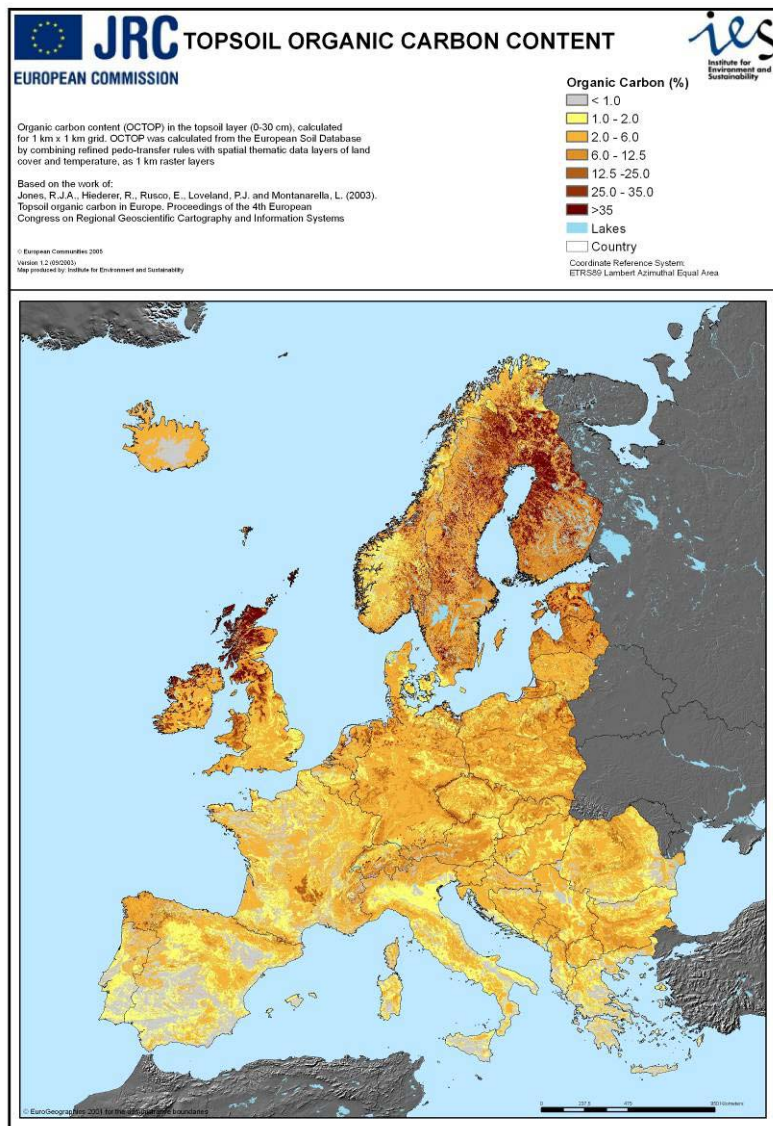 JRC
EUROPEAN COMMISSION
TOPSOIL ORGANIC CARBON CONTENT
ies
Institute for
Environment and
Sustainability
Organic carbon content (OCTOP) in the topsoil layer (0-30 cm), calculated
for 1 km x 1 km grid. OCTOP was calculated from the European Soil Database
by combining refined pedo-transfer rules with spatial thematic data layers of land
cover and temperature, as 1 km raster layers
Based on the work of:
Jones, R.J.A., Hiederer, R., Rusco, E., Loveland, P.J. and Montanarella, L. (2003).
Topsoil organic carbon in Europe. Proceedings of the 4th European
Congress on Regional Geoscientific Cartography and Information Systems
© European Communities 2005
Version 1.2 (09/2003)
Map produced by: Institute for Environment and Sustainability
Organic Carbon (%)
< 1.0
1.0 - 2.0
2.0 - 6.0
6.0 - 12.5
12.5 -25.0
25.0 - 35.0
>35
Lakes
Country
Coordinate Reference System:
ETRS89 Lambert Azimuthal Equal Area
© EuroGeographics 2001 for the administrative boundaries
0 237.5 475 950 Kilometers